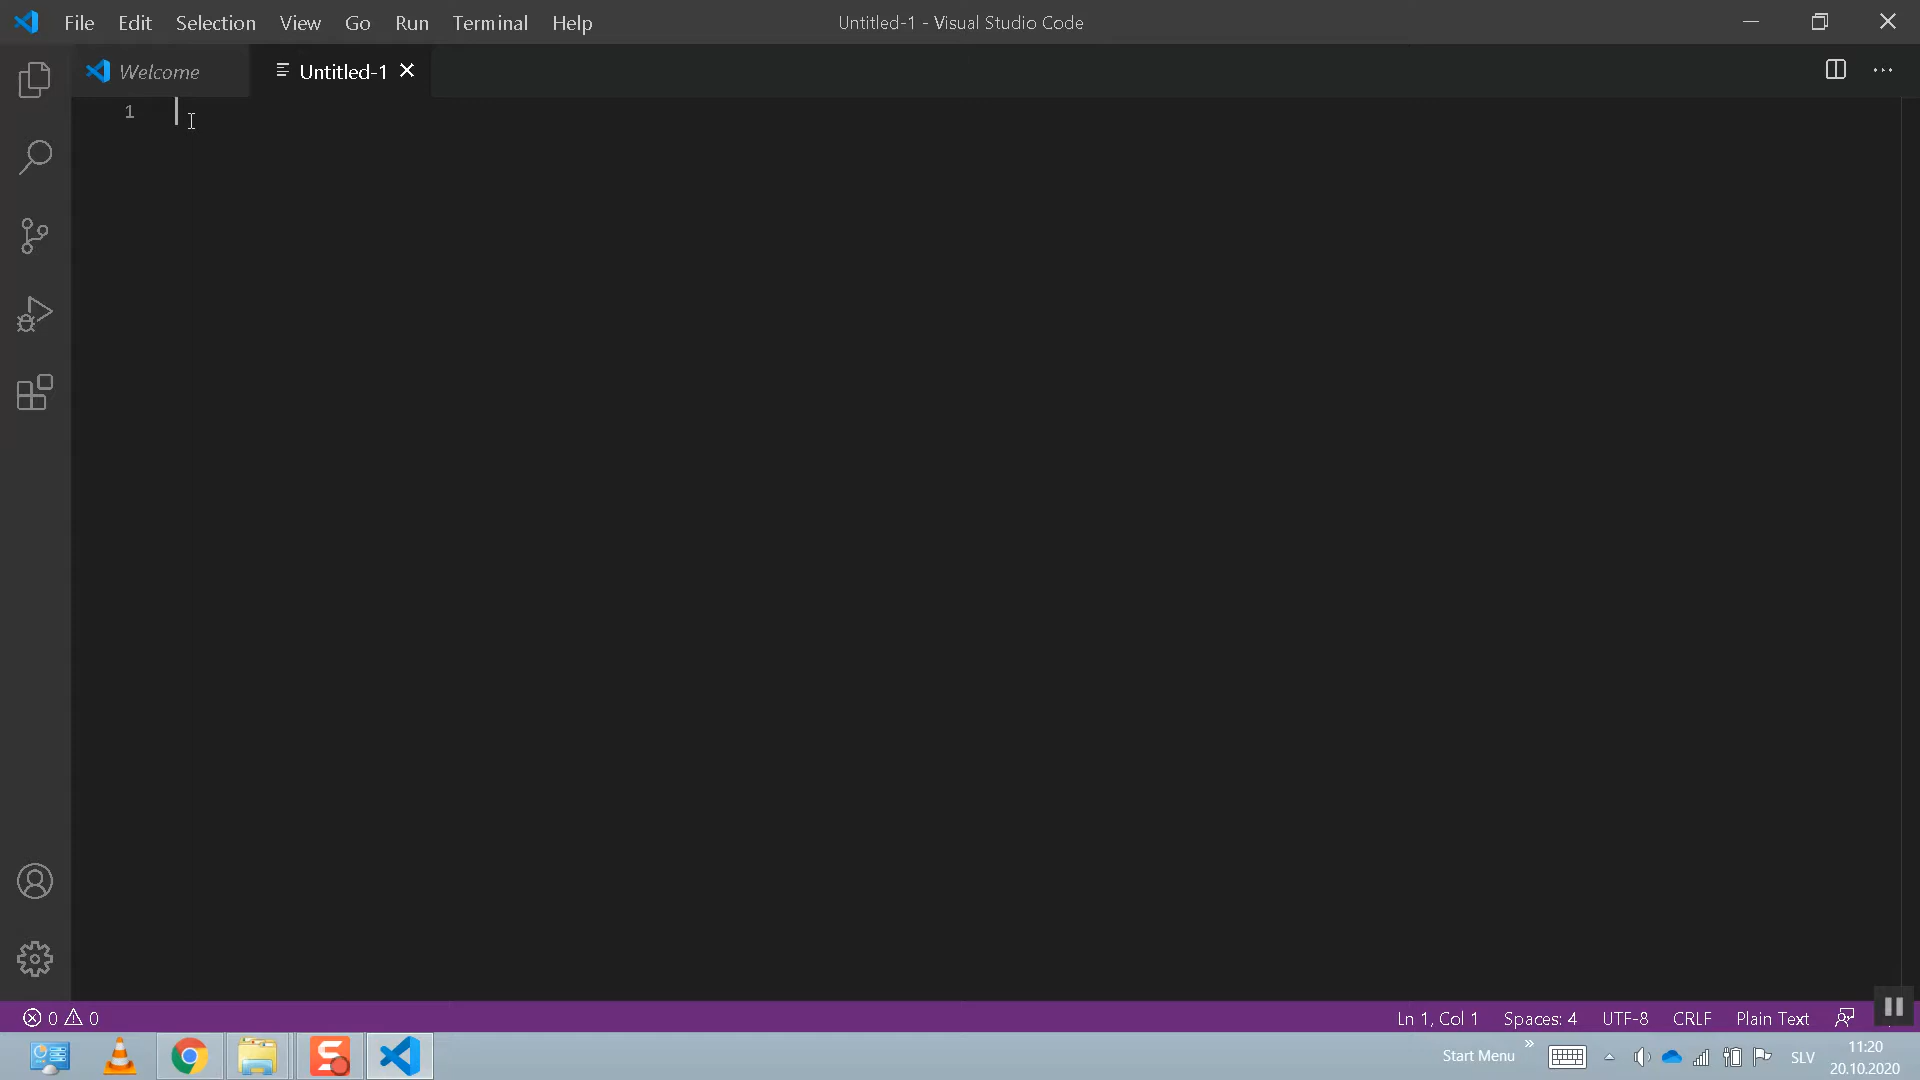 File Edit Selection View Go Run Terminal Help Untitled-1 - Visual Studio Code
Welcome Untitled-1
1
0 0 Ln 1, Col 1 Spaces: 4 UTF-8 CRLF Plain Text
Start Menu » SLV 11:20
20.10.2020